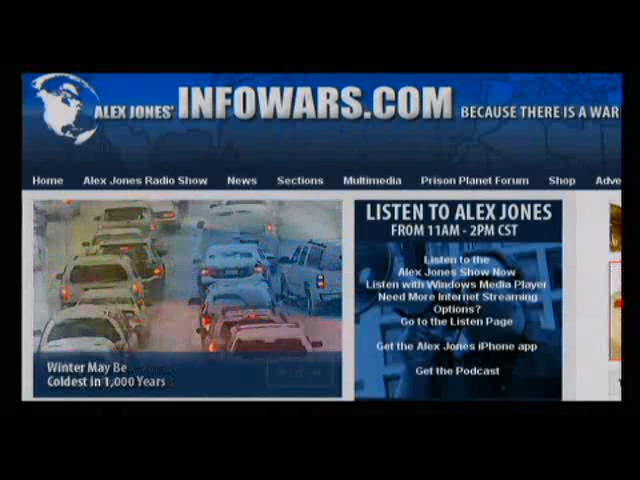 ALEX JONES' INFOWARS.COM BECAUSE THERE IS A WAR
Home Alex Jones Radio Show News Sections Multimedia Prison Planet Forum Shop Adve
LISTEN TO ALEX JONES
FROM 11AM - 2PM CST
Listen to the
Alex Jones Show Now
Listen with Windows Media Player
Need More Internet Streaming
Options?
Go to the Listen Page
Get the Alex Jones iPhone app
Get the Podcast
Winter May Be
Coldest in 1,000 Years